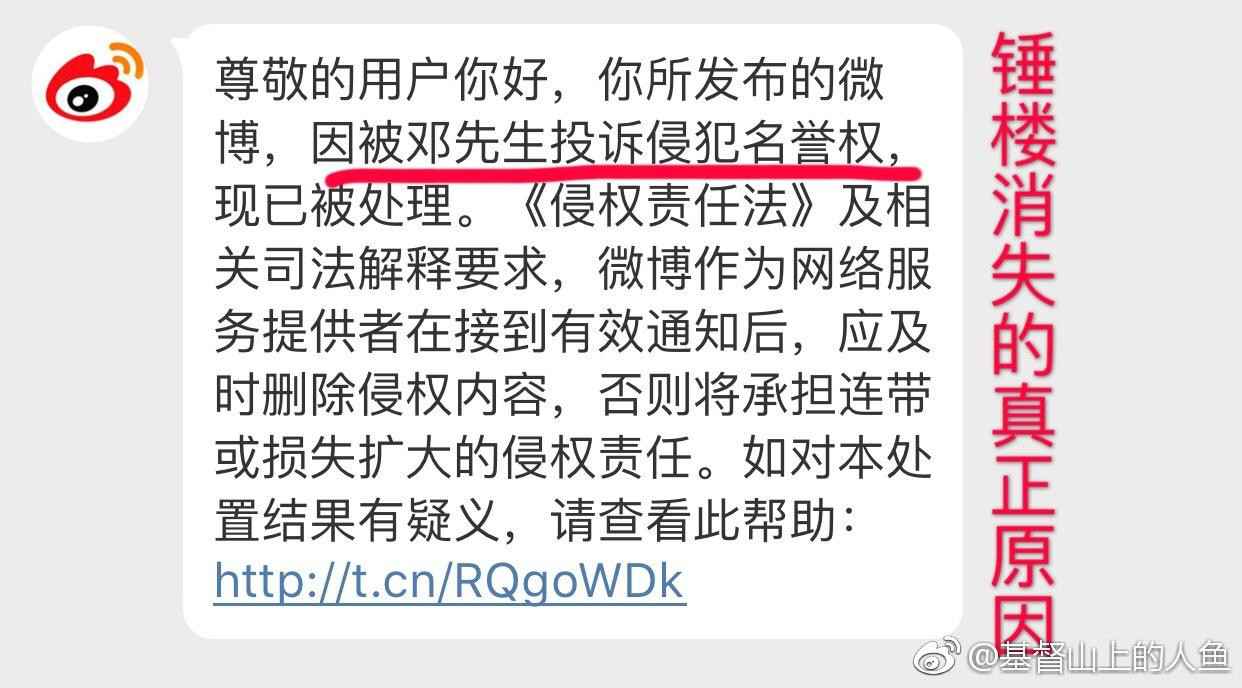 尊敬的用户你好，你所发布的微
博，因被邓先生投诉侵犯名誉权，
现已被处理。《侵权责任法》及相
关司法解释要求，微博作为网络服
务提供者在接到有效通知后，应及
时删除侵权内容，否则将承担连带
或损失扩大的侵权责任。如对本处
置结果有疑义，请查看此帮助：
http://t.cn/RQgoWDk
锤楼消失的真正原因
@基督山上的人鱼